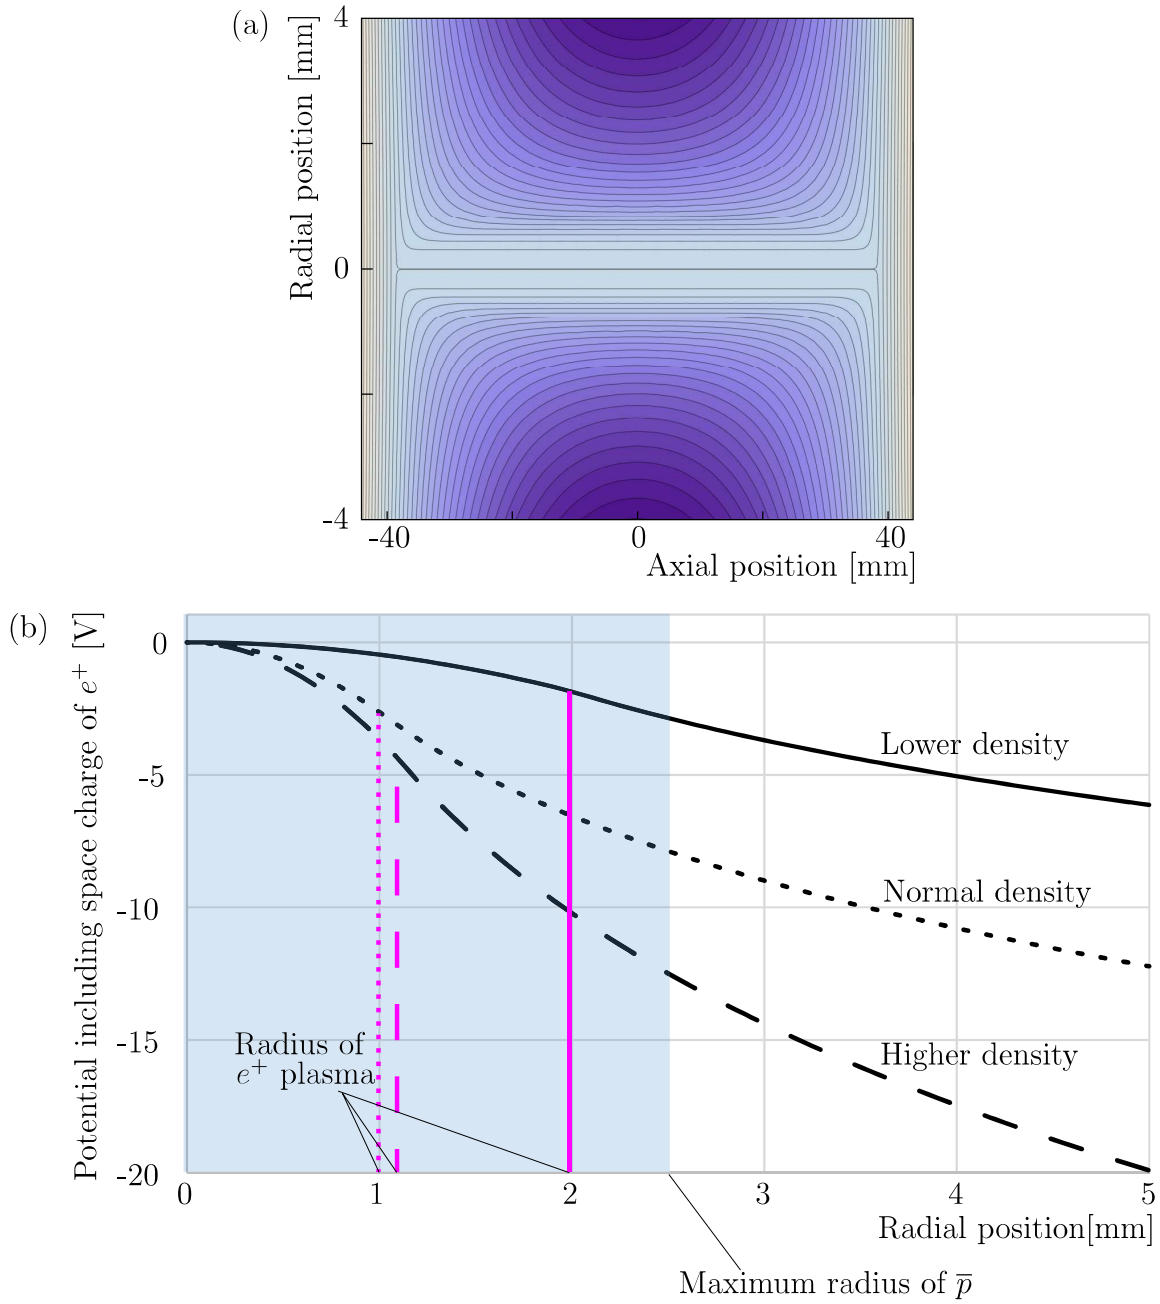 (a)
Radial position [mm]
4
0
-4
-40
0
40
Axial position [mm]
(b)
Potential including space charge of e⁺ [V]
0
-5
-10
-15
-20
Lower density
Normal density
Higher density
Radius of
e⁺ plasma
0
1
2
3
4
5
Radial position[mm]
Maximum radius of p̅